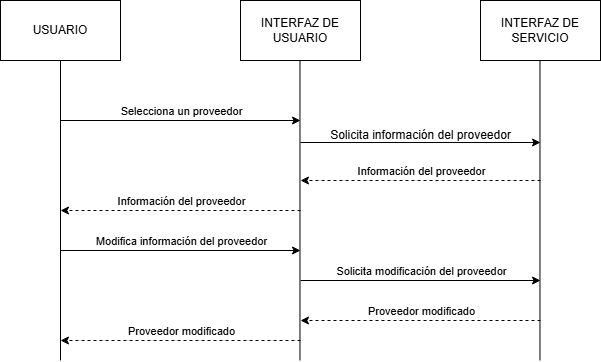 USUARIO
INTERFAZ DE
USUARIO
INTERFAZ DE
SERVICIO
Selecciona un proveedor
Solicita información del proveedor
Información del proveedor
Información del proveedor
Modifica información del proveedor
Solicita modificación del proveedor
Proveedor modificado
Proveedor modificado